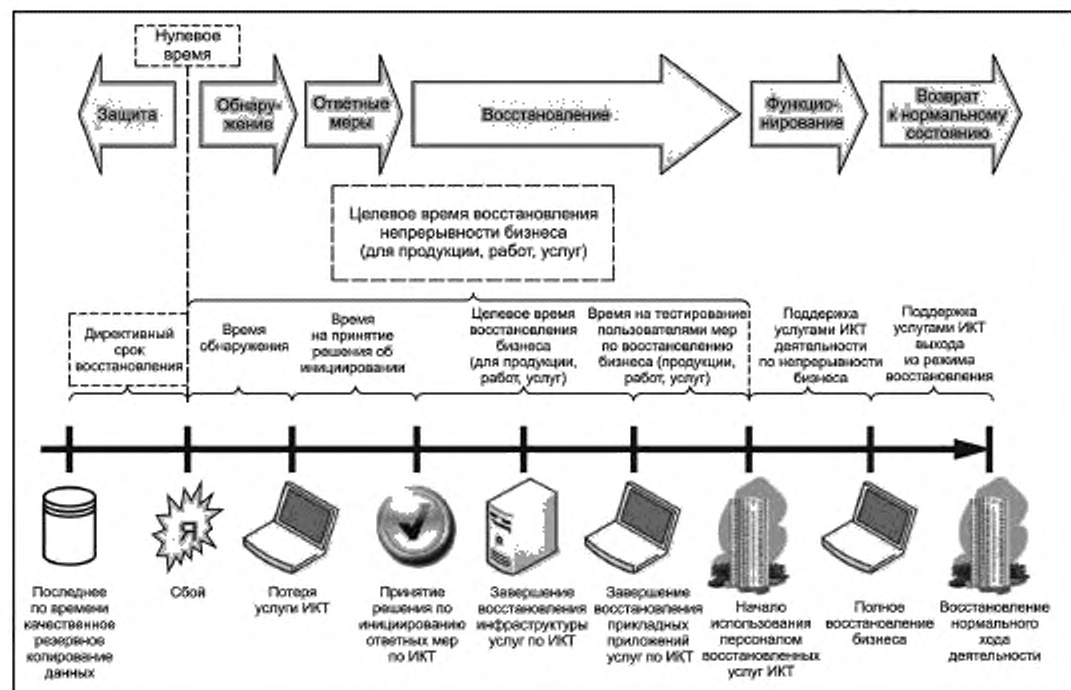 Нулевое
время
Защита
Обнару-
жение
Ответные
меры
Восстановление
Функцио-
нирование
Возврат
к нормальному
состоянию
Целевое время восстановления
непрерывности бизнеса
(для продукции, работ, услуг)
Директивный
срок
восстановления
Время
обнаружения
Время
на принятие
решения об
инициировании
Целевое время
восстановления
бизнеса
(для продукции,
работ, услуг)
Время на тестирование
пользователями мер
по восстановлению
бизнеса (продукции,
работ, услуг)
Поддержка
услугами ИКТ
деятельности
по непрерывности
бизнеса
Поддержка
услугами ИКТ
выхода
из режима
восстановления
Я
Последнее
по времени
качественное
резервное
копирование
данных
Сбой
Потеря
услуги ИКТ
Принятие
решения по
инициированию
ответных мер
по ИКТ
Завершение
восстановления
инфраструктуры
услуг по ИКТ
Завершение
восстановления
прикладных
приложений
услуг по ИКТ
Начало
использования
персоналом
восстановленных
услуг ИКТ
Полное
восстановление
бизнеса
Восстановление
нормального
хода
деятельности